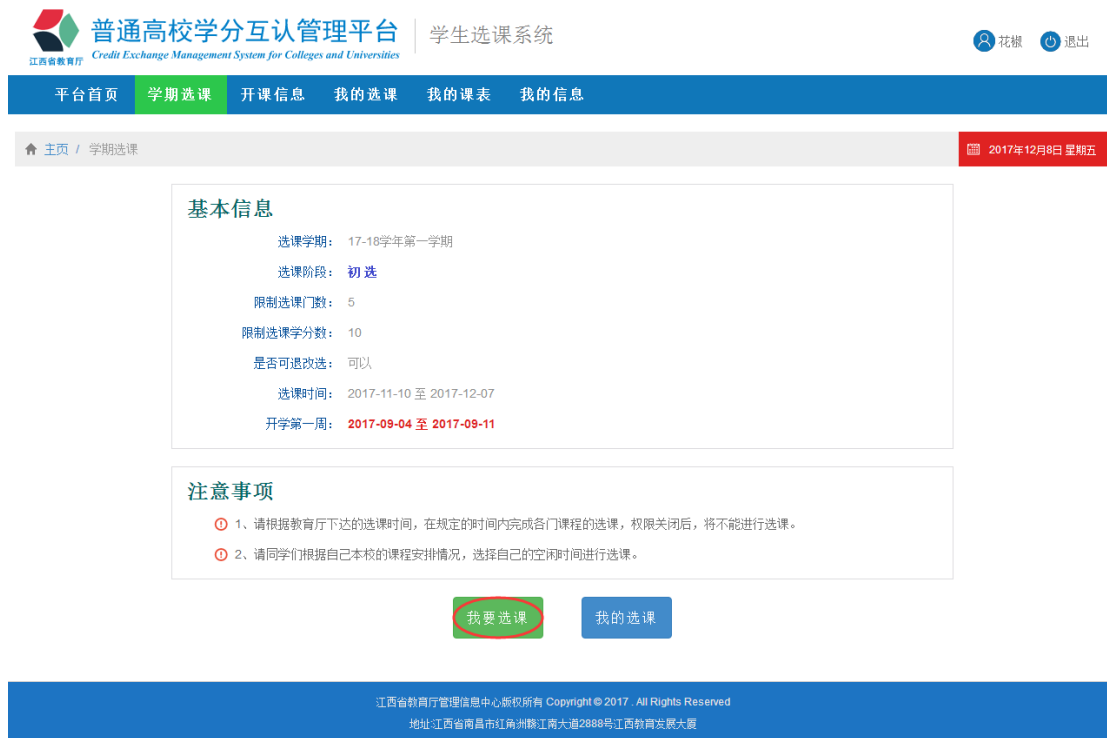 普通高校学分互认管理平台
学生选课系统
Credit Exchange Management System for Colleges and Universities
江西省教育厅
花椒
退出
平台首页 学期选课 开课信息 我的选课 我的课表 我的信息
主页 / 学期选课
2017年12月8日 星期五
基本信息
选课学期： 17-18学年第一学期
选课阶段： 初选
限制选课门数： 5
限制选课学分数： 10
是否可退改选： 可以
选课时间： 2017-11-10 至 2017-12-07
开学第一周： 2017-09-04 至 2017-09-11
注意事项
1、请根据教育厅下达的选课时间，在规定的时间内完成各门课程的选课，权限关闭后，将不能进行选课。
2、请同学们根据自己本校的课程安排情况，选择自己的空闲时间进行选课。
我要选课 我的选课
江西省教育厅管理信息中心版权所有 Copyright © 2017 . All Rights Reserved
地址:江西省南昌市红角洲赣江南大道2888号江西教育发展大厦